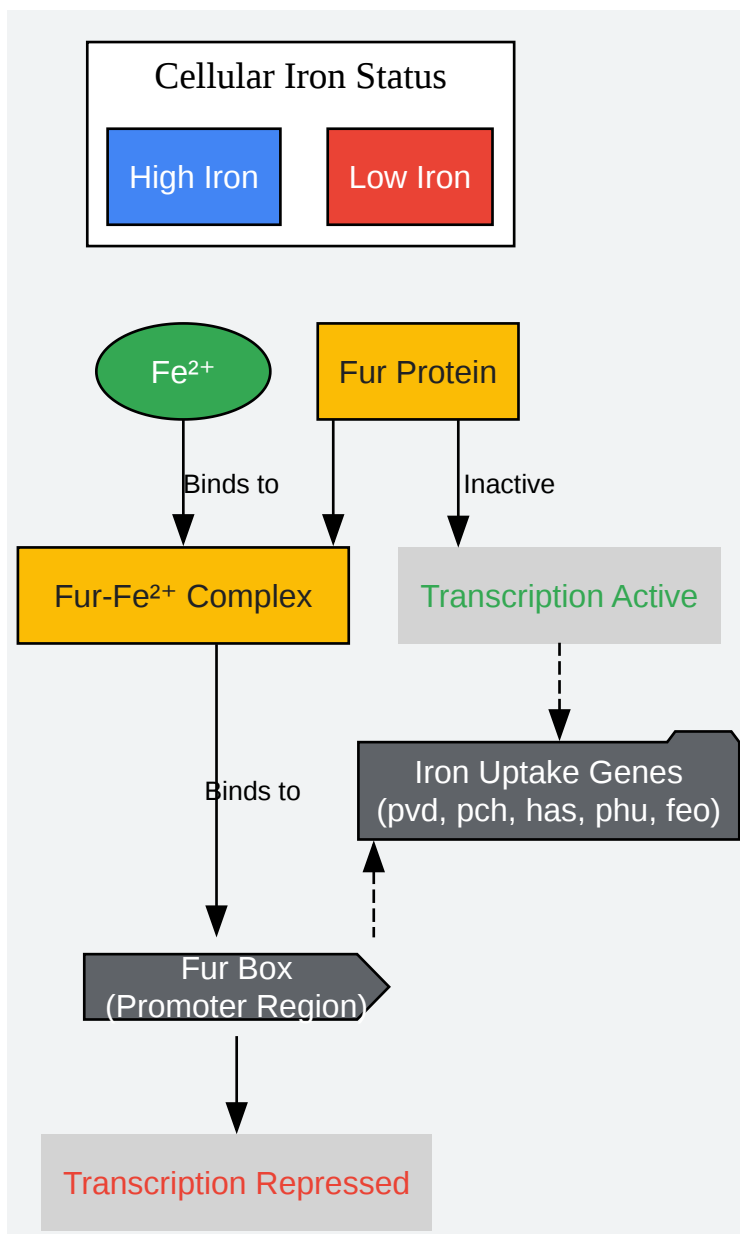 Cellular Iron Status
High Iron
Low Iron
Fe²⁺
Fur Protein
Binds to
Inactive
Fur-Fe²⁺ Complex
Transcription Active
Iron Uptake Genes
(pvd, pch, has, phu, feo)
Binds to
Fur Box
(Promoter Region)
Transcription Repressed